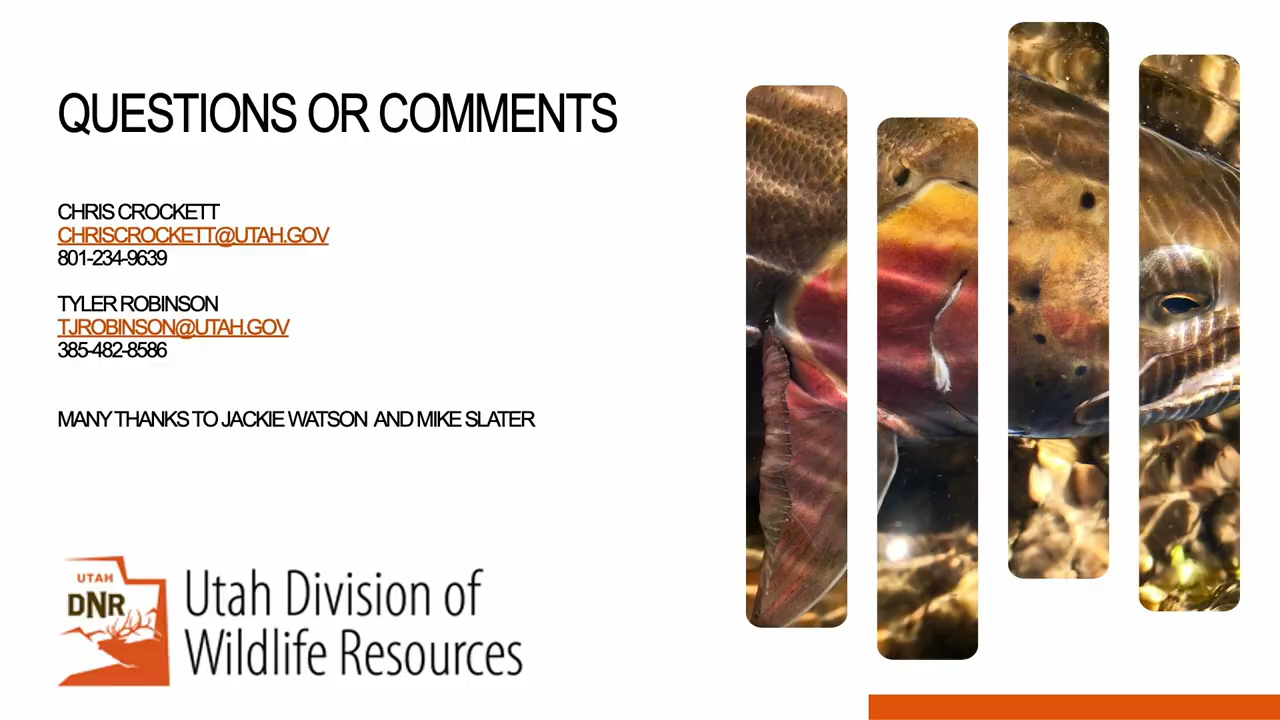 QUESTIONS OR COMMENTS
CHRIS CROCKETT
CHRISCROCKETT@UTAH.GOV
801-234-9639
TYLER ROBINSON
TJROBINSON@UTAH.GOV
385-482-8586
MANY THANKS TO JACKIE WATSON AND MIKE SLATER
UTAH
DNR
Utah Division of
Wildlife Resources